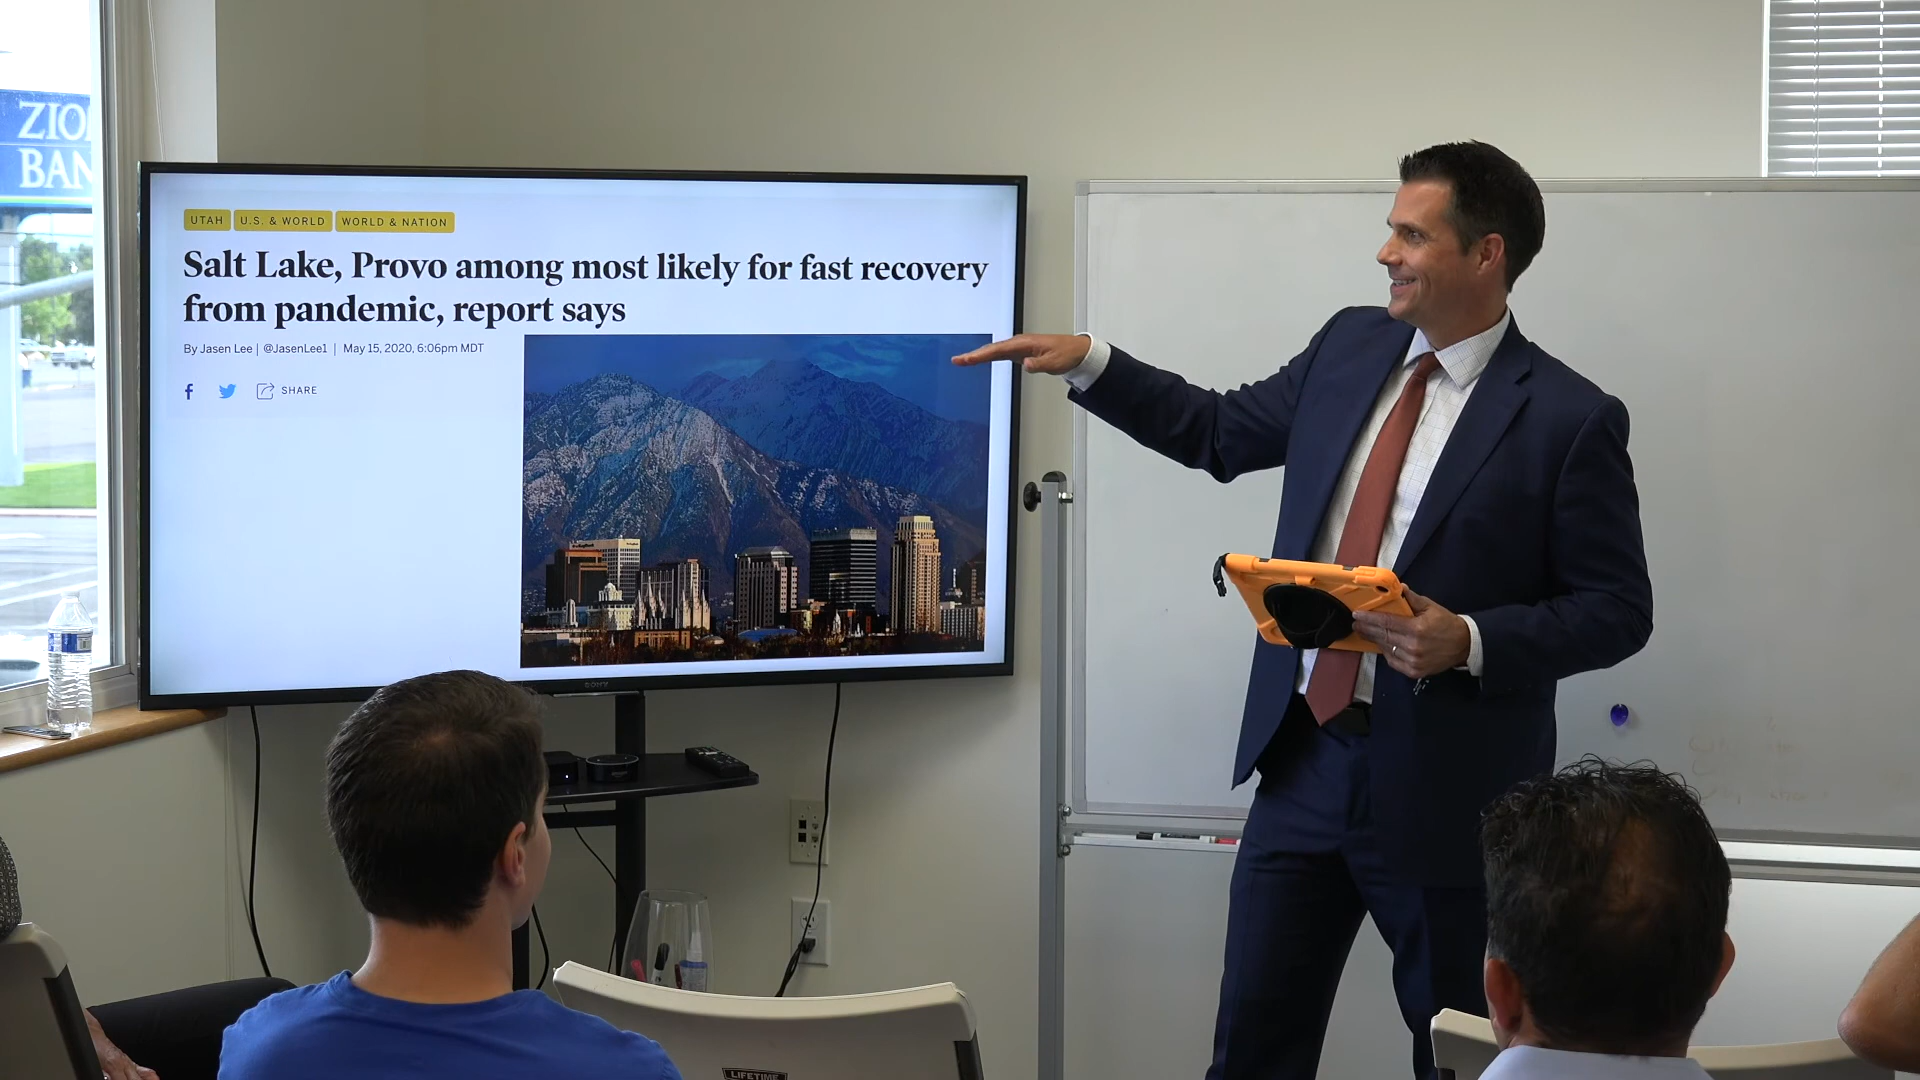 ZIO
BAN
UTAH U.S. & WORLD WORLD & NATION
Salt Lake, Provo among most likely for fast recovery
from pandemic, report says
By Jasen Lee | @JasenLee1 | May 15, 2020, 6:06pm MDT
f SHARE
SONY
LIFETIME